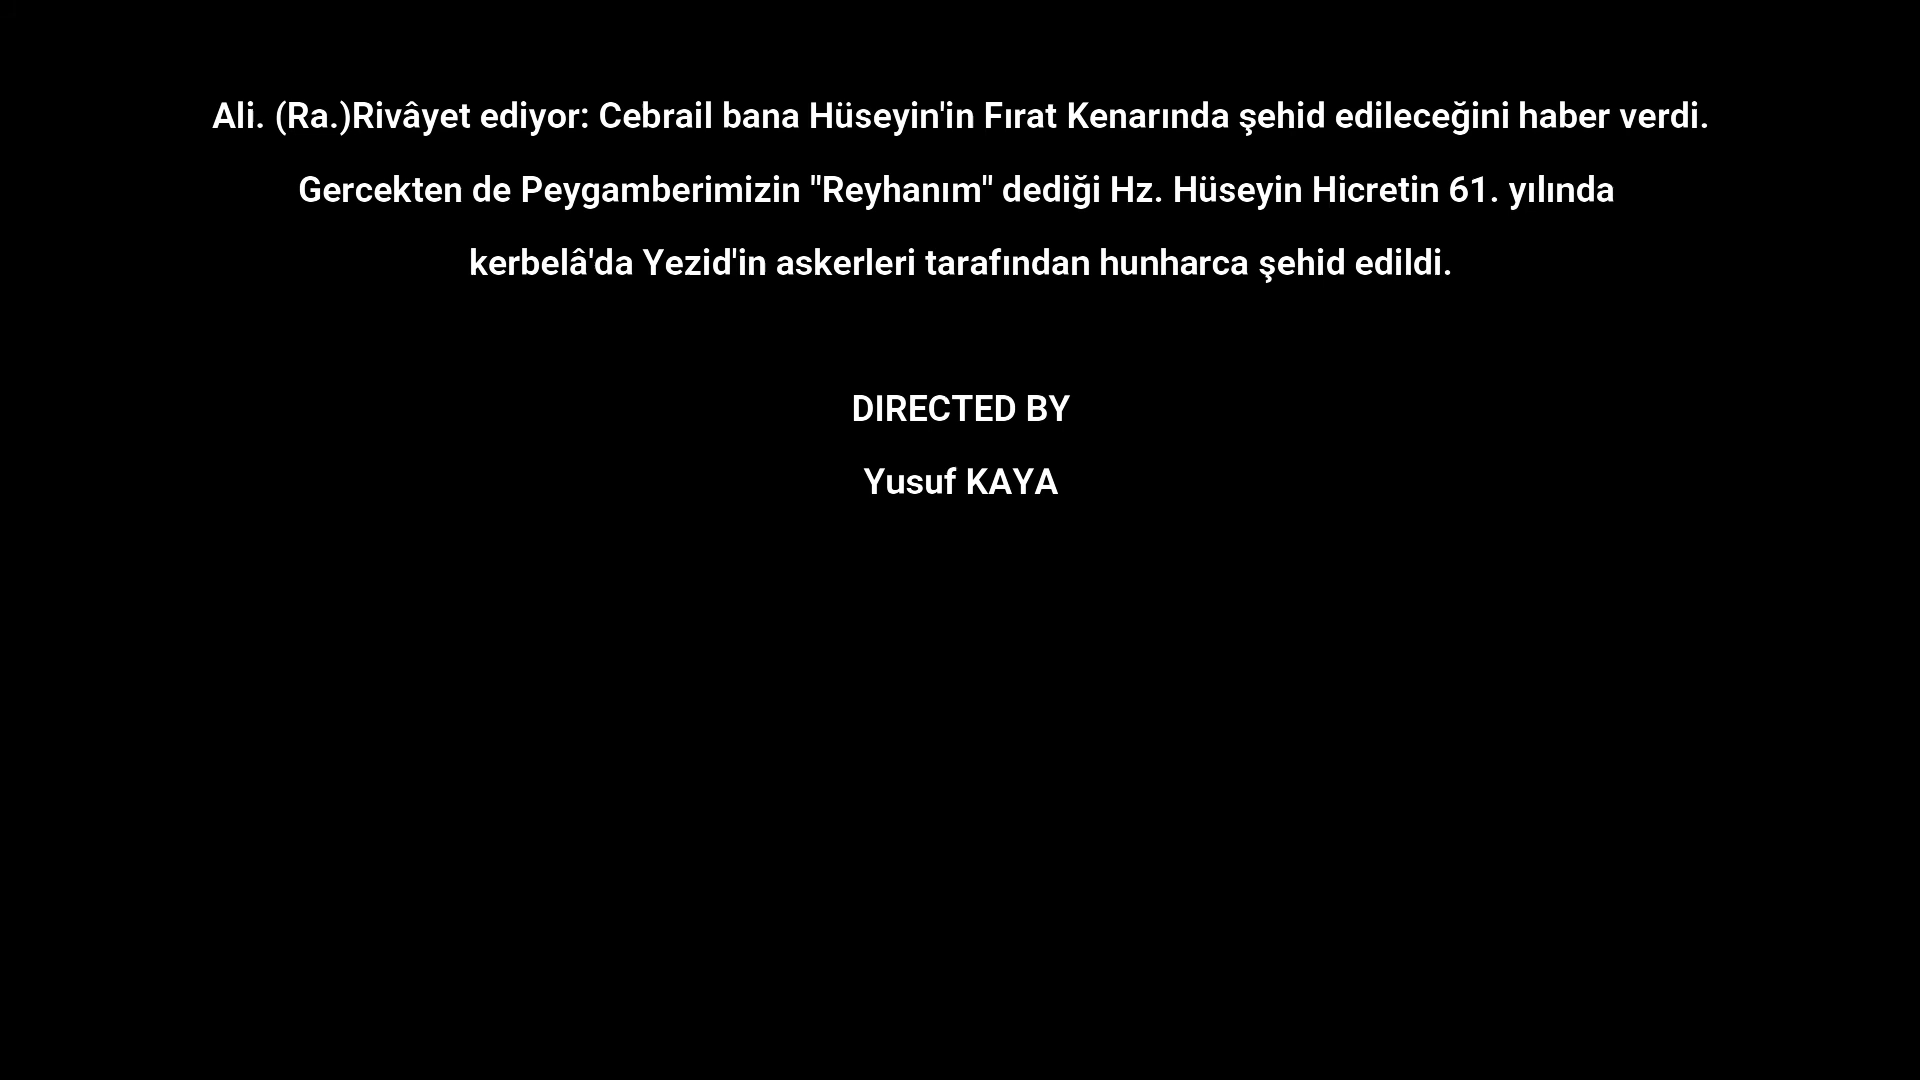 Ali. (Ra.)Rivâyet ediyor: Cebrail bana Hüseyin'in Fırat Kenarında şehid edileceğini haber verdi.
Gercekten de Peygamberimizin "Reyhanım" dediği Hz. Hüseyin Hicretin 61. yılında
kerbelâ'da Yezid'in askerleri tarafından hunharca şehid edildi.
DIRECTED BY
Yusuf KAYA